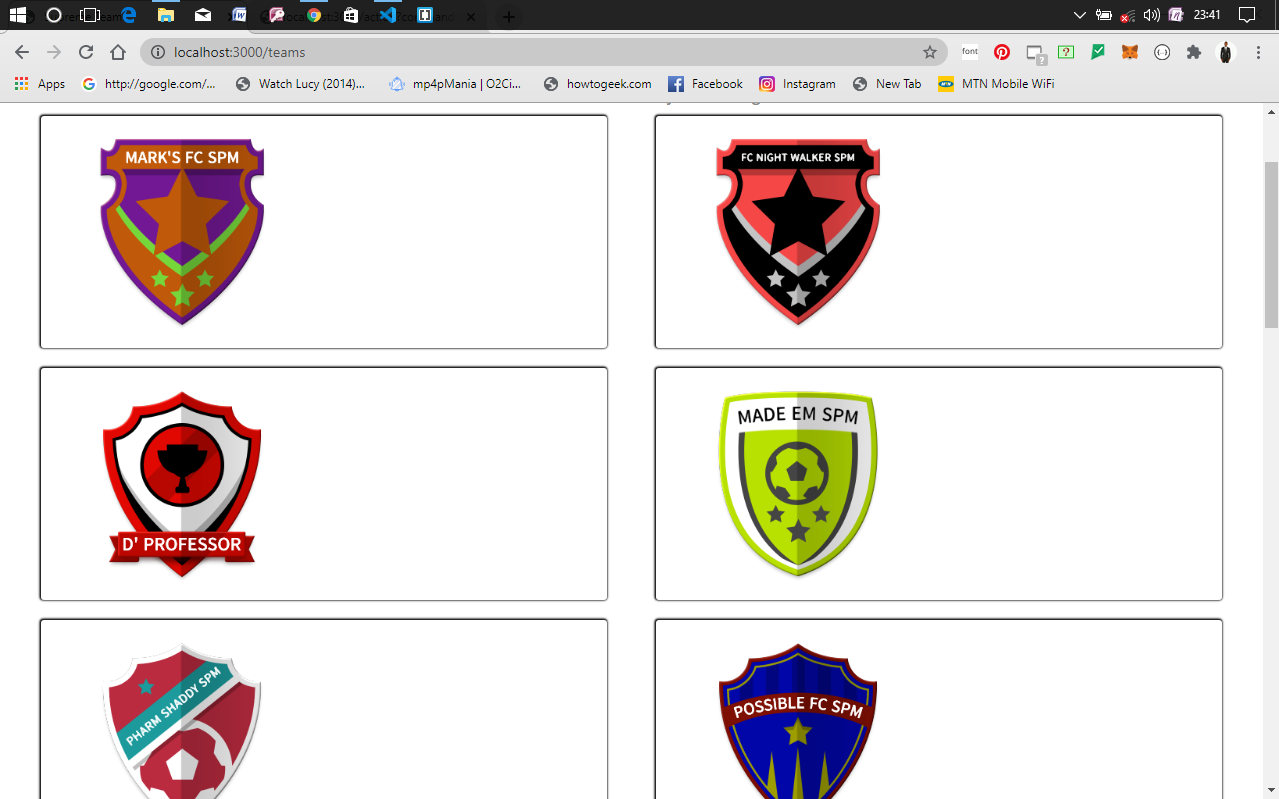 23:41
localhost:3000/teams
font
Apps
http://google.com/...
Watch Lucy (2014)...
mp4pMania | O2Ci...
howtogeek.com
Facebook
Instagram
New Tab
MTN Mobile WiFi
MARK'S FC SPM
FC NIGHT WALKER SPM
D' PROFESSOR
MADE EM SPM
PHARM SHADDY SPM
POSSIBLE FC SPM